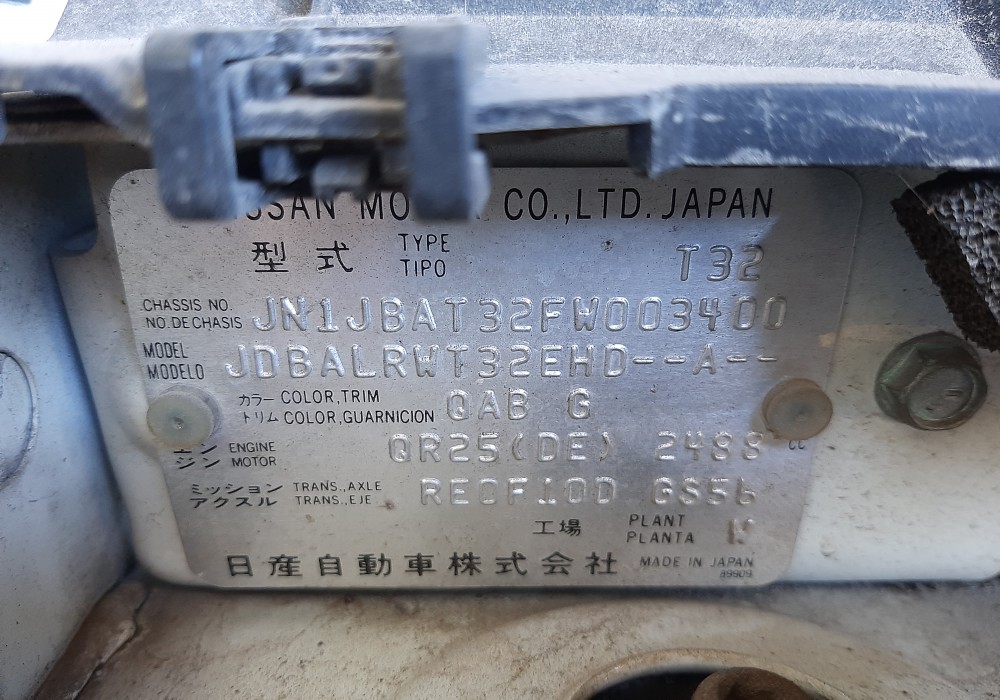 NISSAN MOTOR CO.,LTD. JAPAN
型式 TYPE TIPO T32
CHASSIS NO. NO.DE CHASIS JN1JBAT32FW003400
MODEL MODELO JDBALRWT32EHD--A--
カラー COLOR,TRIM
トリム COLOR,GUARNICION QAB G
エンジン ENGINE MOTOR QR25(DE) 2488 CC
ミッション TRANS.,AXLE
アクスル TRANS.,EJE RE0F10D GS56
工場 PLANT PLANTA
日産自動車株式会社 MADE IN JAPAN
89909